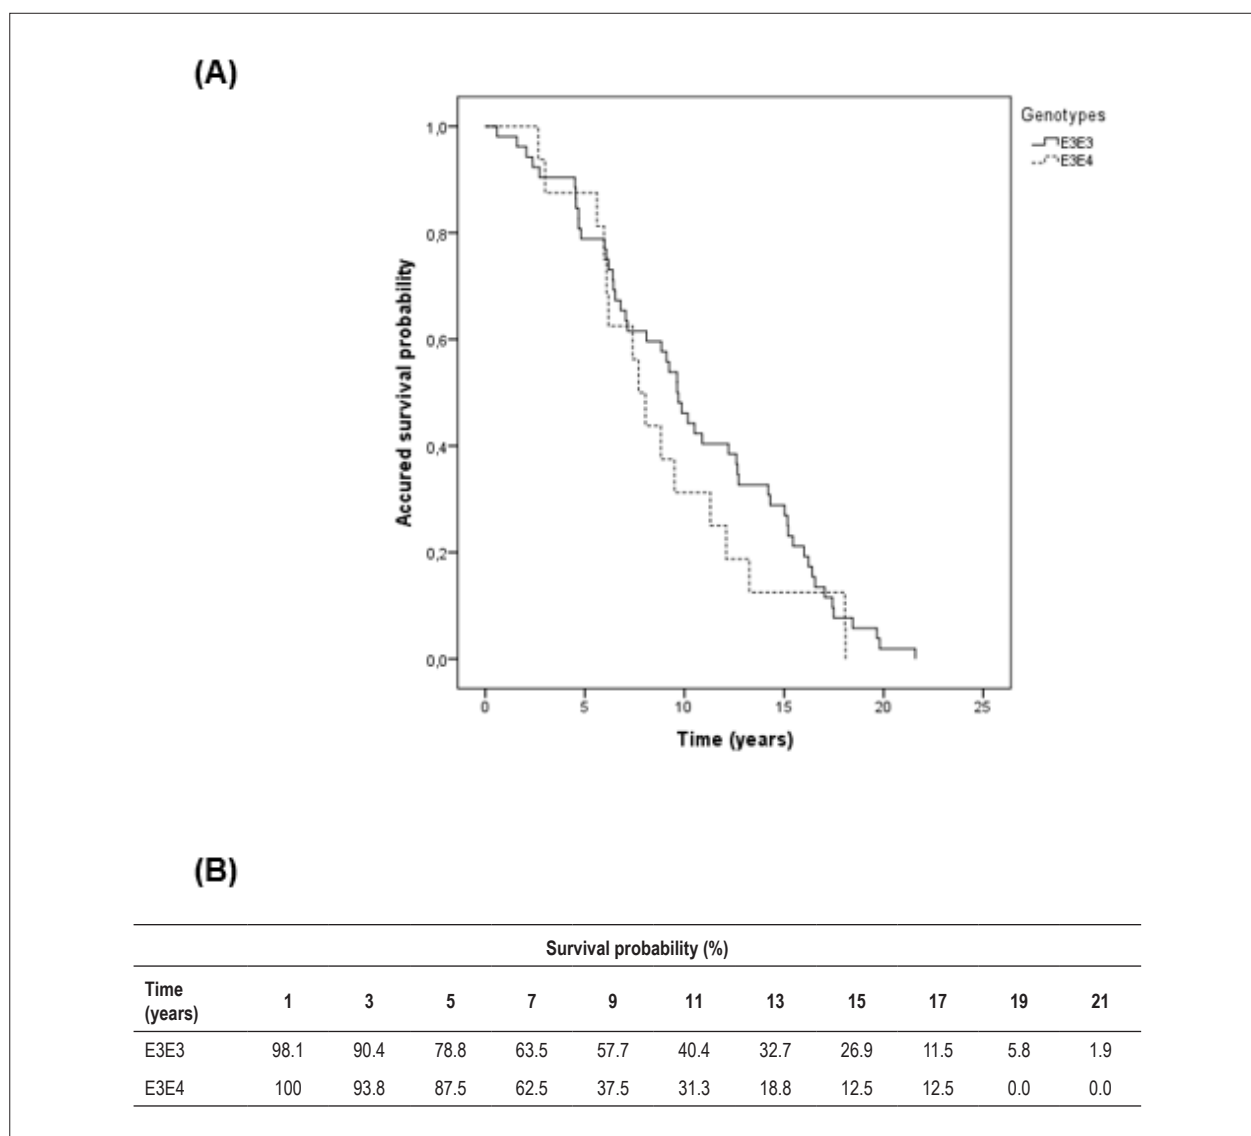 (A)
Genotypes
E3E3
E3E4
1,0
0,8
0,6
0,4
0,2
0,0
Accured survival probability
0 5 10 15 20 25
Time (years)
(B)
Survival probability (%)
Time (years) 1 3 5 7 9 11 13 15 17 19 21
E3E3 98.1 90.4 78.8 63.5 57.7 40.4 32.7 26.9 11.5 5.8 1.9
E3E4 100 93.8 87.5 62.5 37.5 31.3 18.8 12.5 12.5 0.0 0.0